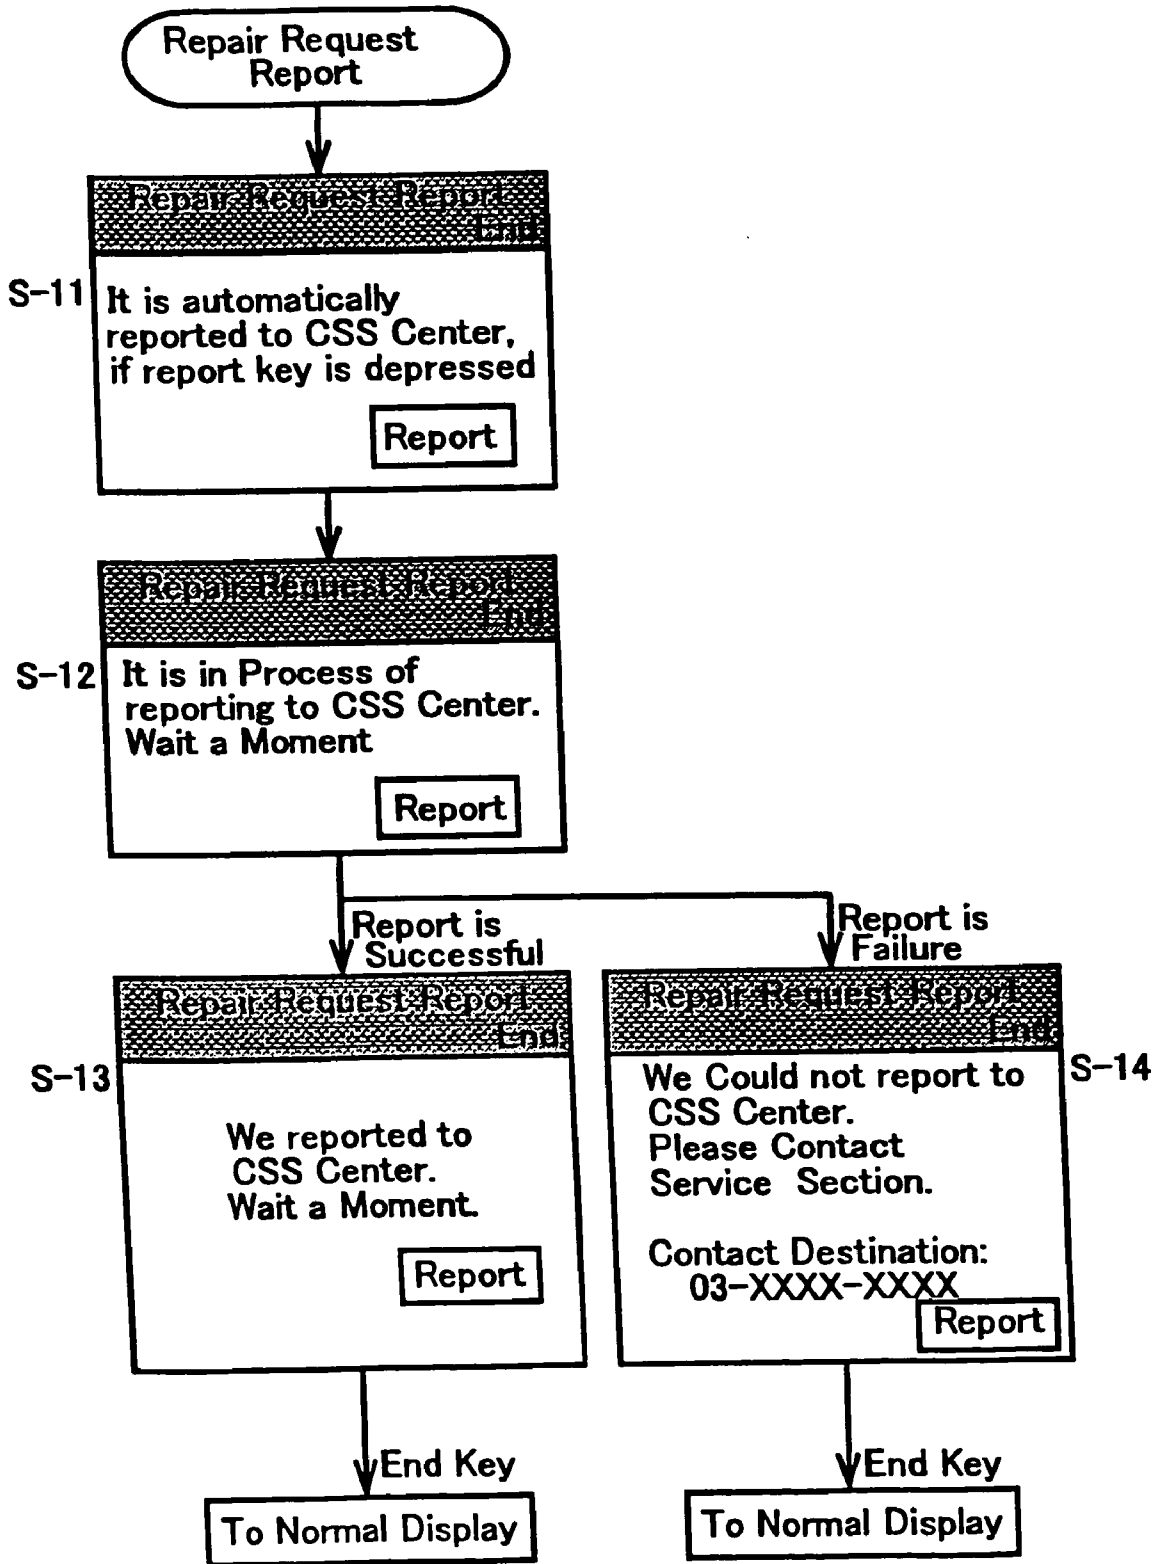 Repair Request
Report
Repair Request Report
End
S-11
It is automatically
reported to CSS Center,
if report key is depressed
Report
Repair Request Report
End
S-12
It is in Process of
reporting to CSS Center.
Wait a Moment
Report
Report is
Successful
Report is
Failure
Repair Request Report
End
S-13
We reported to
CSS Center.
Wait a Moment.
Report
Repair Request Report
End
S-14
We Could not report to
CSS Center.
Please Contact
Service Section.
Contact Destination:
03-XXXX-XXXX
Report
End Key
To Normal Display
End Key
To Normal Display